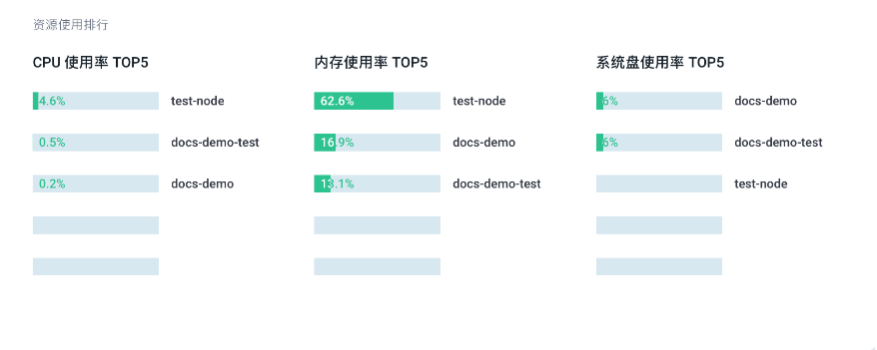 资源使用排行
CPU 使用率 TOP5
4.6% test-node
0.5% docs-demo-test
0.2% docs-demo
内存使用率 TOP5
62.6% test-node
16.9% docs-demo
13.1% docs-demo-test
系统盘使用率 TOP5
6% docs-demo
6% docs-demo-test
test-node